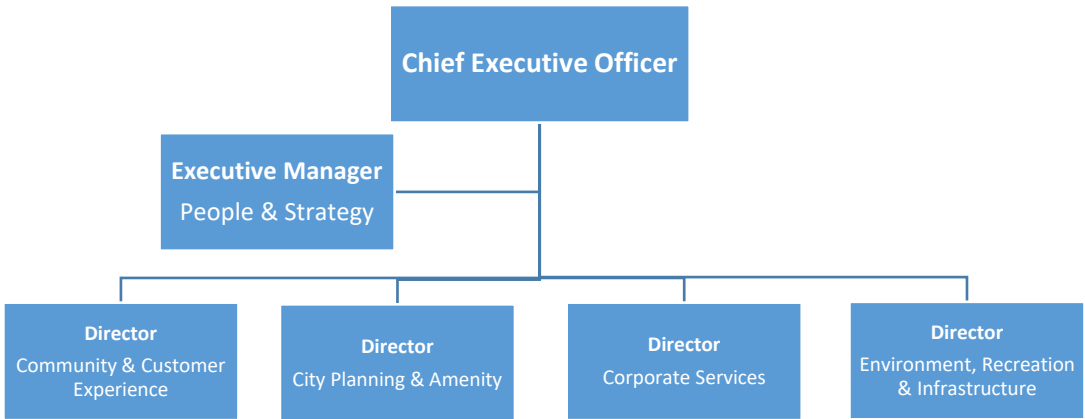 Chief Executive Officer
Executive Manager
People & Strategy
Director
Community & Customer
Experience
Director
City Planning & Amenity
Director
Corporate Services
Director
Environment, Recreation
& Infrastructure